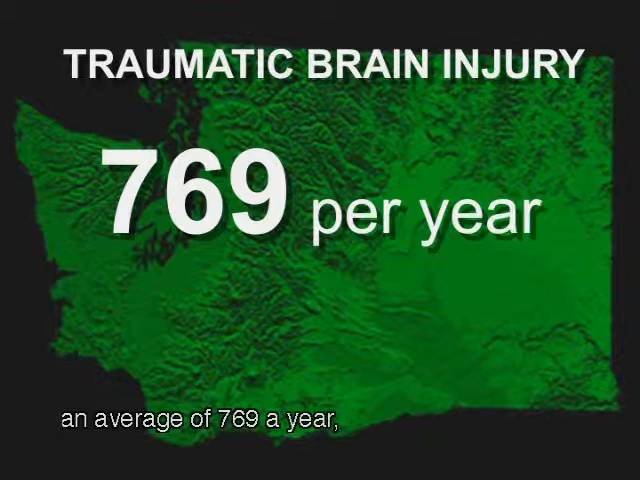 TRAUMATIC BRAIN INJURY
769 per year
an average of 769 a year,